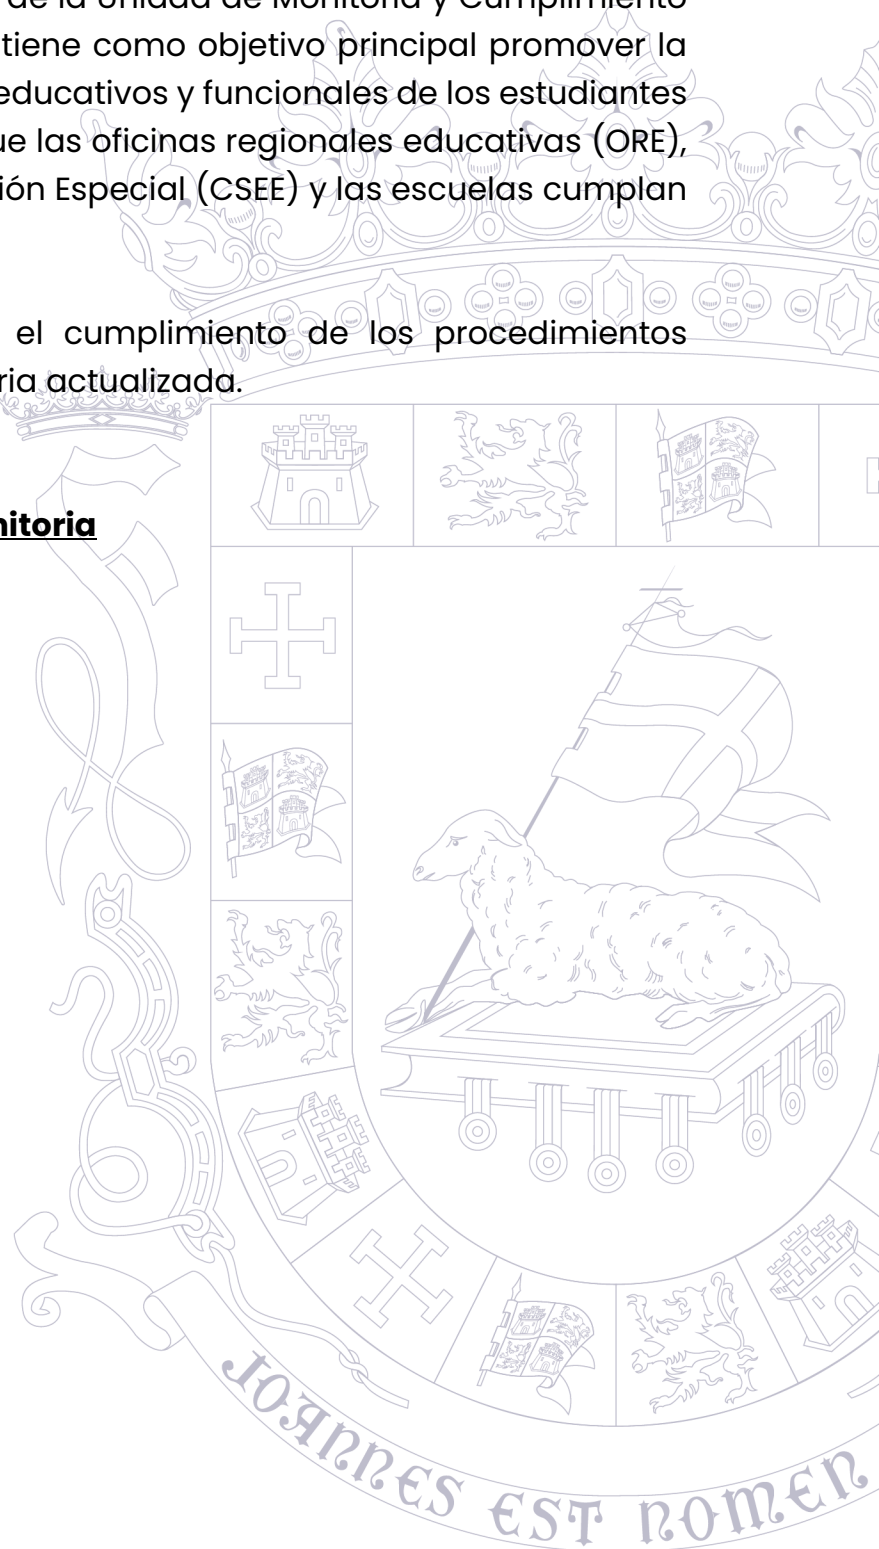 de la Unidad de Monitoria y Cumplimiento
tiene como objetivo principal promover la
educativos y funcionales de los estudiantes
ue las oficinas regionales educativas (ORE),
ión Especial (CSEE) y las escuelas cumplan
el cumplimiento de los procedimientos
ria actualizada.
nitoria
JOANNES EST NOMEN